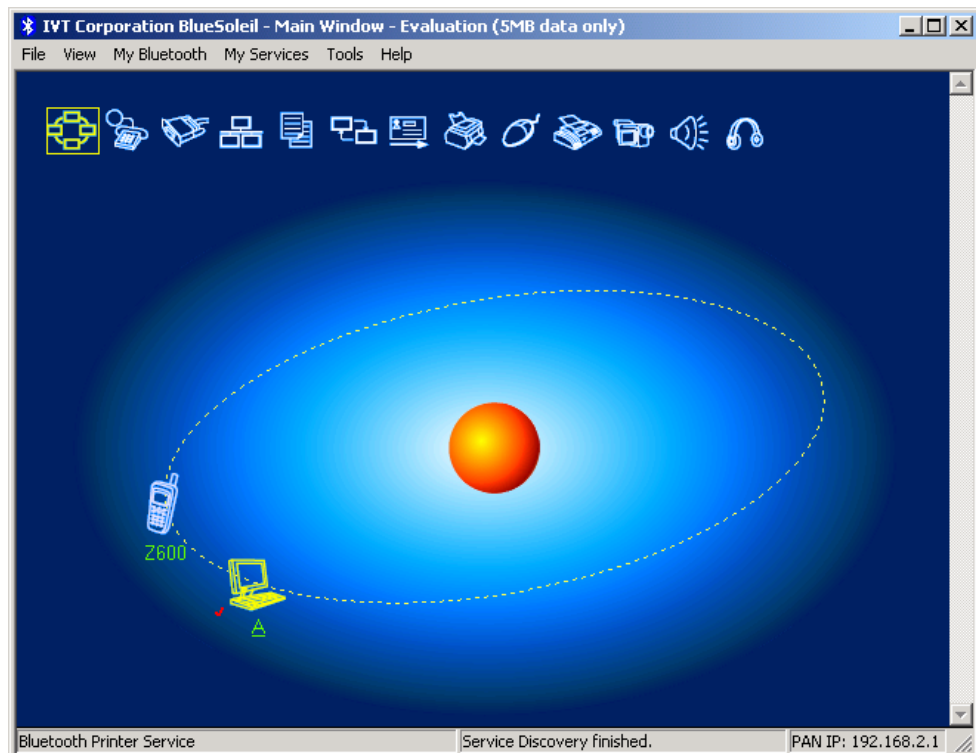 IVT Corporation BlueSoleil - Main Window - Evaluation (5MB data only)
File View My Bluetooth My Services Tools Help
Z600
A
Bluetooth Printer Service Service Discovery finished. PAN IP: 192.168.2.1